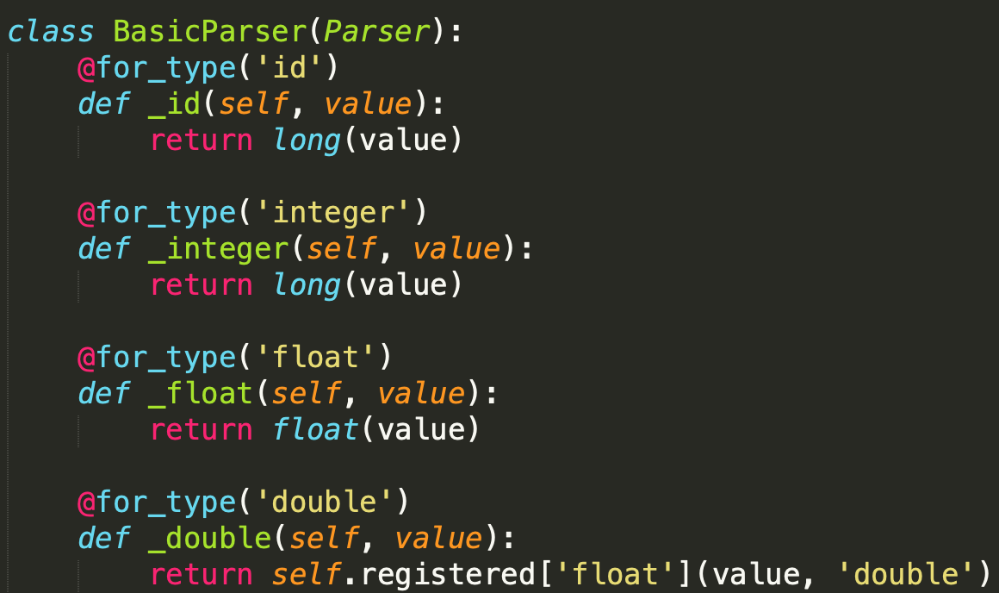 class BasicParser(Parser):
    @for_type('id')
    def _id(self, value):
        return long(value)

    @for_type('integer')
    def _integer(self, value):
        return long(value)

    @for_type('float')
    def _float(self, value):
        return float(value)

    @for_type('double')
    def _double(self, value):
        return self.registered['float'](value, 'double')